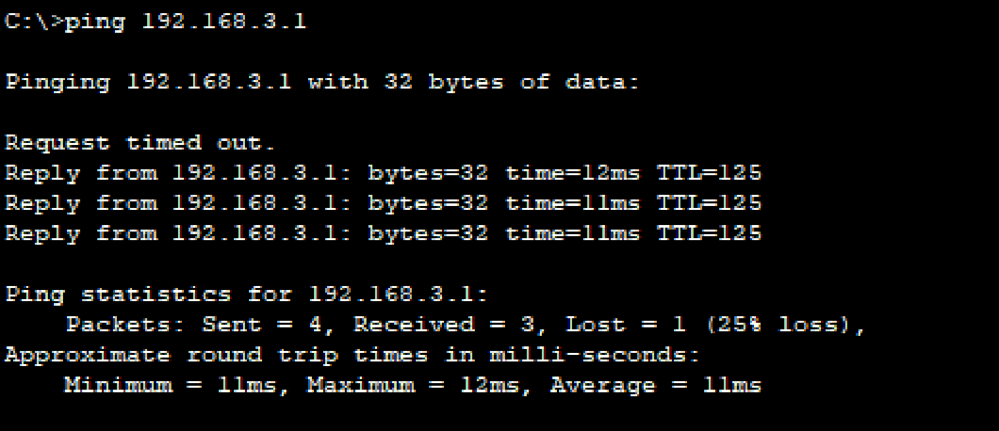 C:\>ping 192.168.3.1
Pinging 192.168.3.1 with 32 bytes of data:
Request timed out.
Reply from 192.168.3.1: bytes=32 time=12ms TTL=125
Reply from 192.168.3.1: bytes=32 time=11ms TTL=125
Reply from 192.168.3.1: bytes=32 time=11ms TTL=125
Ping statistics for 192.168.3.1:
Packets: Sent = 4, Received = 3, Lost = 1 (25% loss),
Approximate round trip times in milli-seconds:
Minimum = 11ms, Maximum = 12ms, Average = 11ms